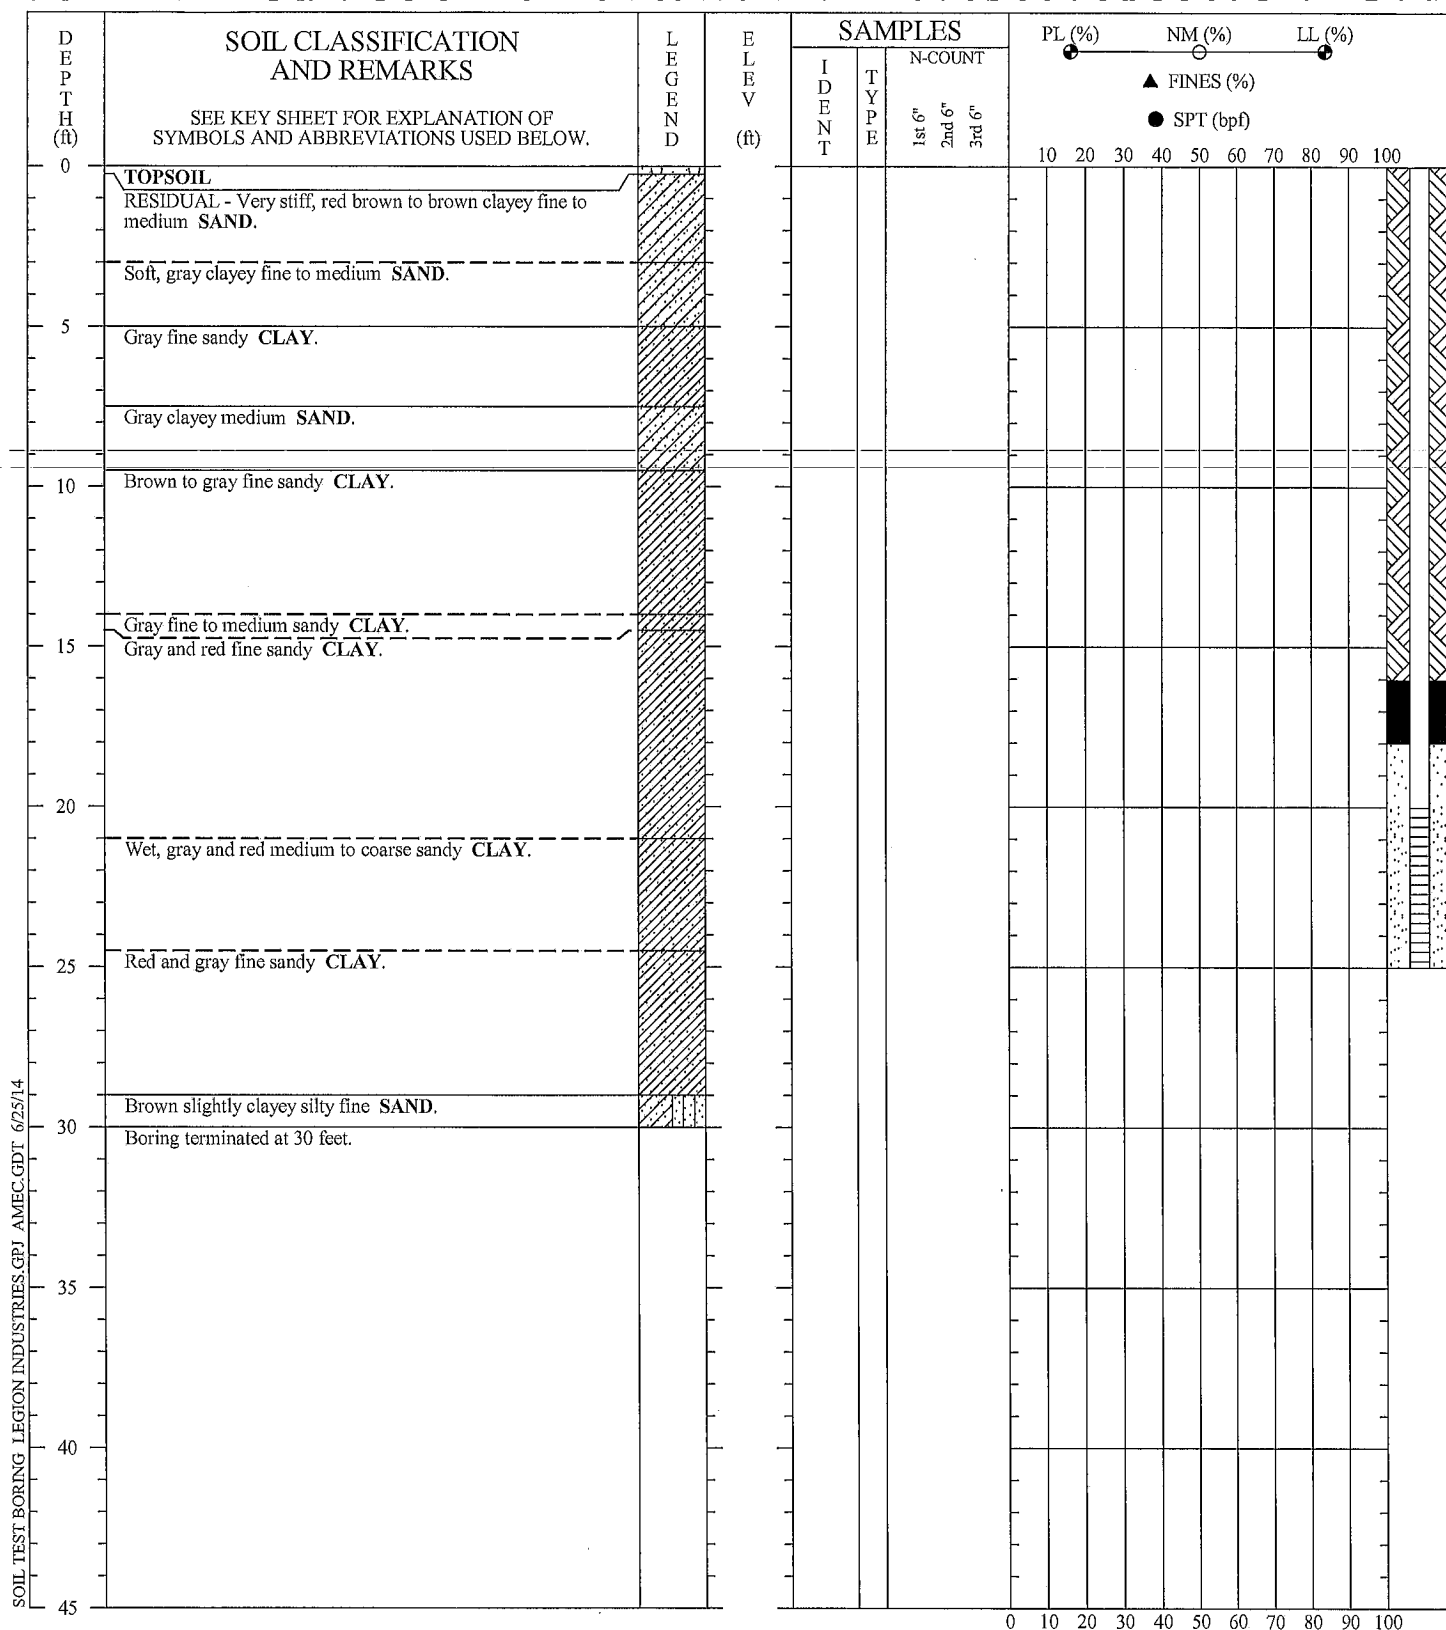 DEPTH (ft)
SOIL CLASSIFICATION
AND REMARKS
SEE KEY SHEET FOR EXPLANATION OF
SYMBOLS AND ABBREVIATIONS USED BELOW.
LEGEND
ELEV (ft)
SAMPLES
IDENT
TYPE
N-COUNT
1st 6"
2nd 6"
3rd 6"
PL (%) NM (%) LL (%)
▲ FINES (%)
● SPT (bpf)
10 20 30 40 50 60 70 80 90 100
0
TOPSOIL
RESIDUAL - Very stiff, red brown to brown clayey fine to
medium SAND.
Soft, gray clayey fine to medium SAND.
5
Gray fine sandy CLAY.
Gray clayey medium SAND.
10
Brown to gray fine sandy CLAY.
Gray fine to medium sandy CLAY.
15
Gray and red fine sandy CLAY.
20
Wet, gray and red medium to coarse sandy CLAY.
25
Red and gray fine sandy CLAY.
Brown slightly clayey silty fine SAND.
30
Boring terminated at 30 feet.
35
40
45
0 10 20 30 40 50 60 70 80 90 100
SOIL TEST BORING LEGION INDUSTRIES.GPJ AMEC.GDT 6/25/14